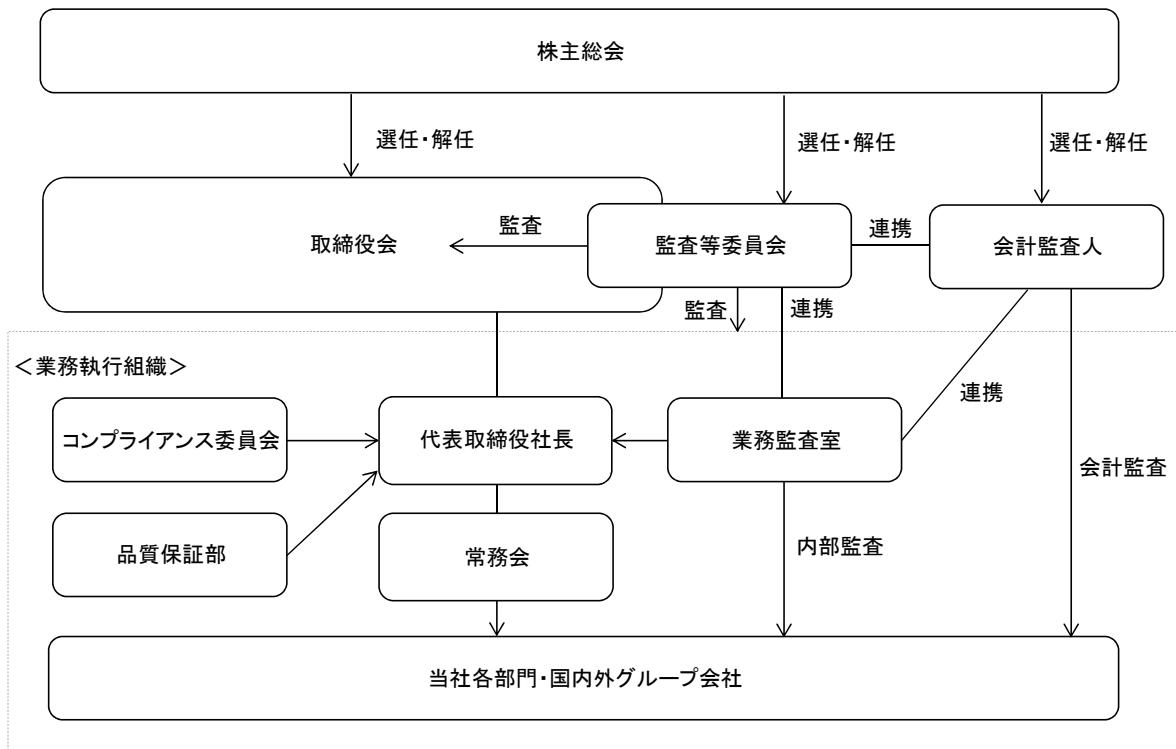 株主総会
選任・解任
選任・解任
選任・解任
取締役会
監査
監査等委員会
連携
会計監査人
監査
連携
＜業務執行組織＞
連携
コンプライアンス委員会
代表取締役社長
業務監査室
会計監査
品質保証部
常務会
内部監査
当社各部門・国内外グループ会社